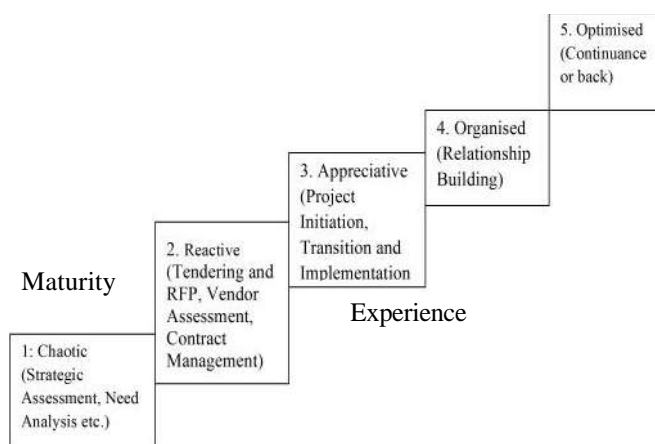 5. Optimised
(Continuance
or back)
4. Organised
(Relationship
Building)
3. Appreciative
(Project
Initiation,
Transition and
Implementation
2. Reactive
(Tendering and
RFP, Vendor
Assessment,
Contract
Management)
Maturity
Experience
1: Chaotic
(Strategic
Assessment, Need
Analysis etc.)